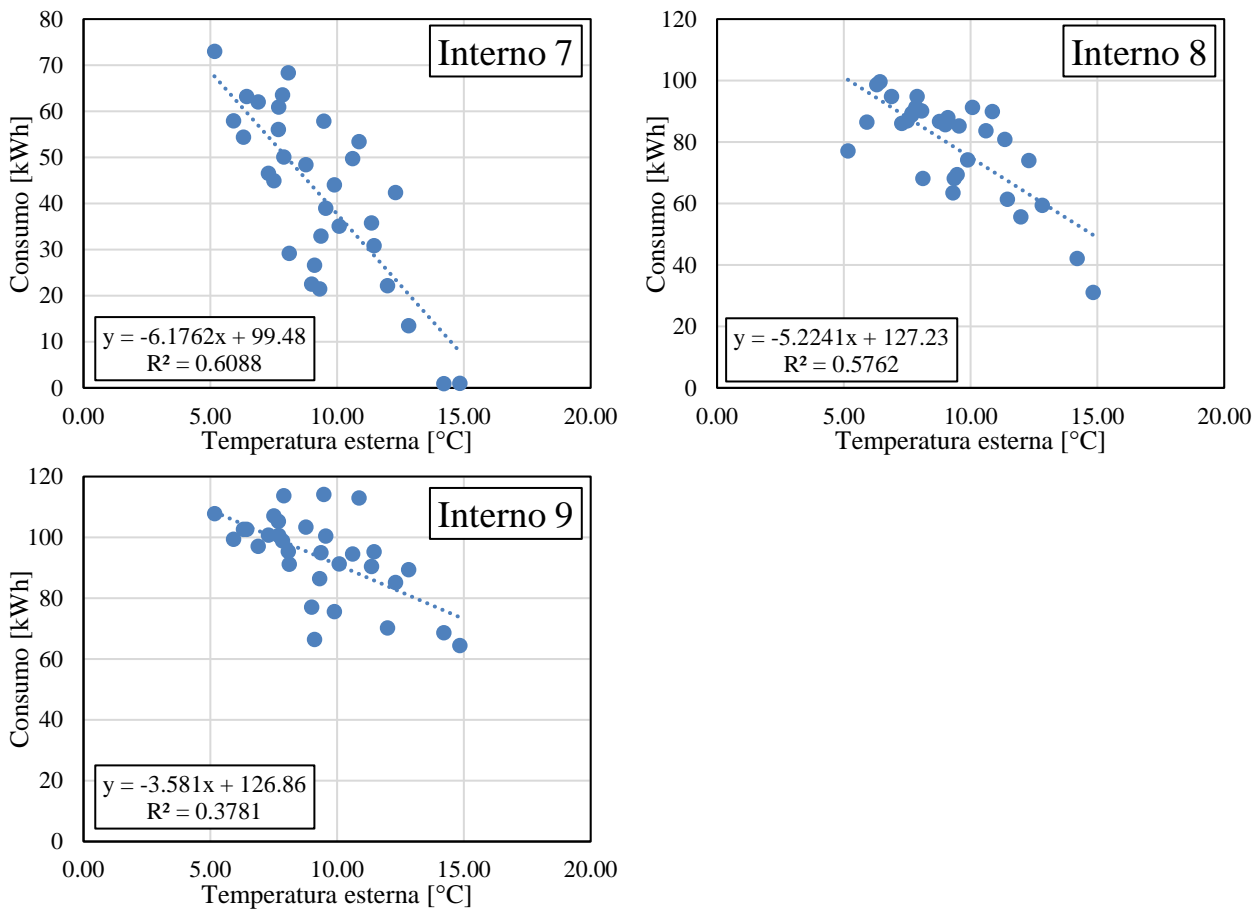 Interno 7
Consumo [kWh]
80
70
60
50
40
30
20
10
0
y = -6.1762x + 99.48
R² = 0.6088
0.00 5.00 10.00 15.00 20.00
Temperatura esterna [°C]
Interno 8
Consumo [kWh]
120
100
80
60
40
20
0
y = -5.2241x + 127.23
R² = 0.5762
0.00 5.00 10.00 15.00 20.00
Temperatura esterna [°C]
Interno 9
Consumo [kWh]
120
100
80
60
40
20
0
y = -3.581x + 126.86
R² = 0.3781
0.00 5.00 10.00 15.00 20.00
Temperatura esterna [°C]